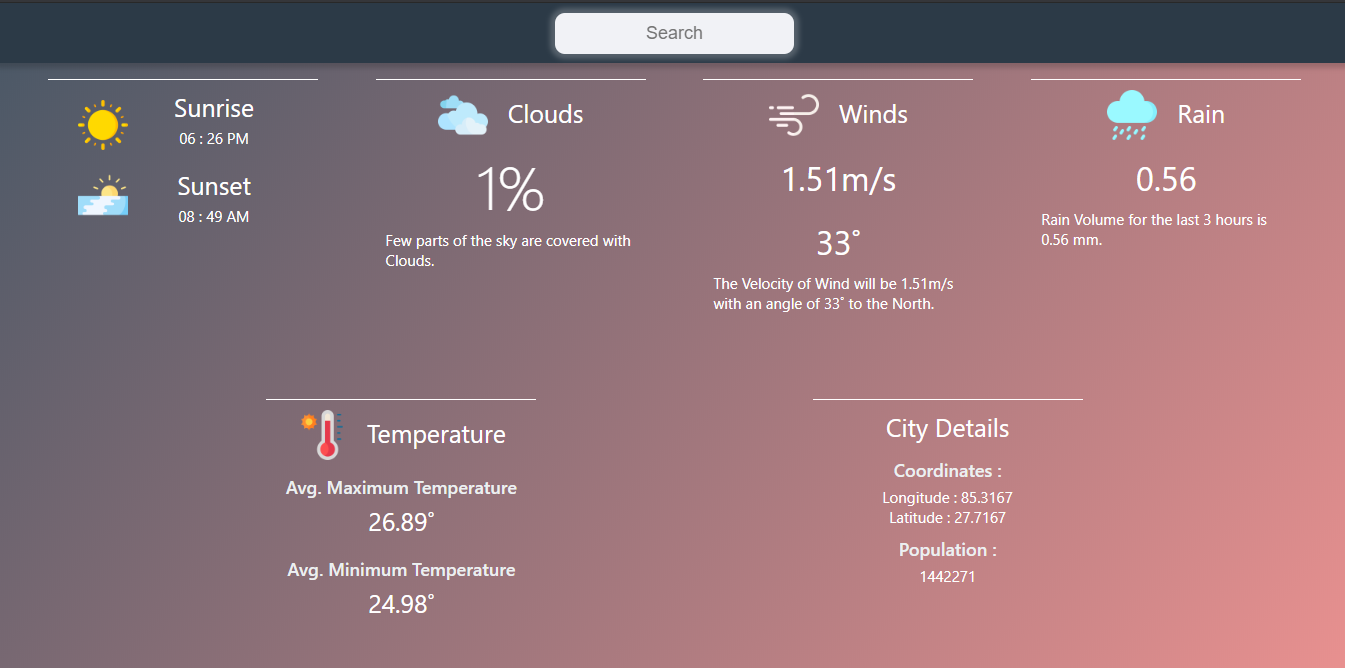 Search
Sunrise
06 : 26 PM
Sunset
08 : 49 AM
Clouds
1%
Few parts of the sky are covered with
Clouds.
Winds
1.51m/s
33°
The Velocity of Wind will be 1.51m/s
with an angle of 33° to the North.
Rain
0.56
Rain Volume for the last 3 hours is
0.56 mm.
Temperature
Avg. Maximum Temperature
26.89°
Avg. Minimum Temperature
24.98°
City Details
Coordinates :
Longitude : 85.3167
Latitude : 27.7167
Population :
1442271